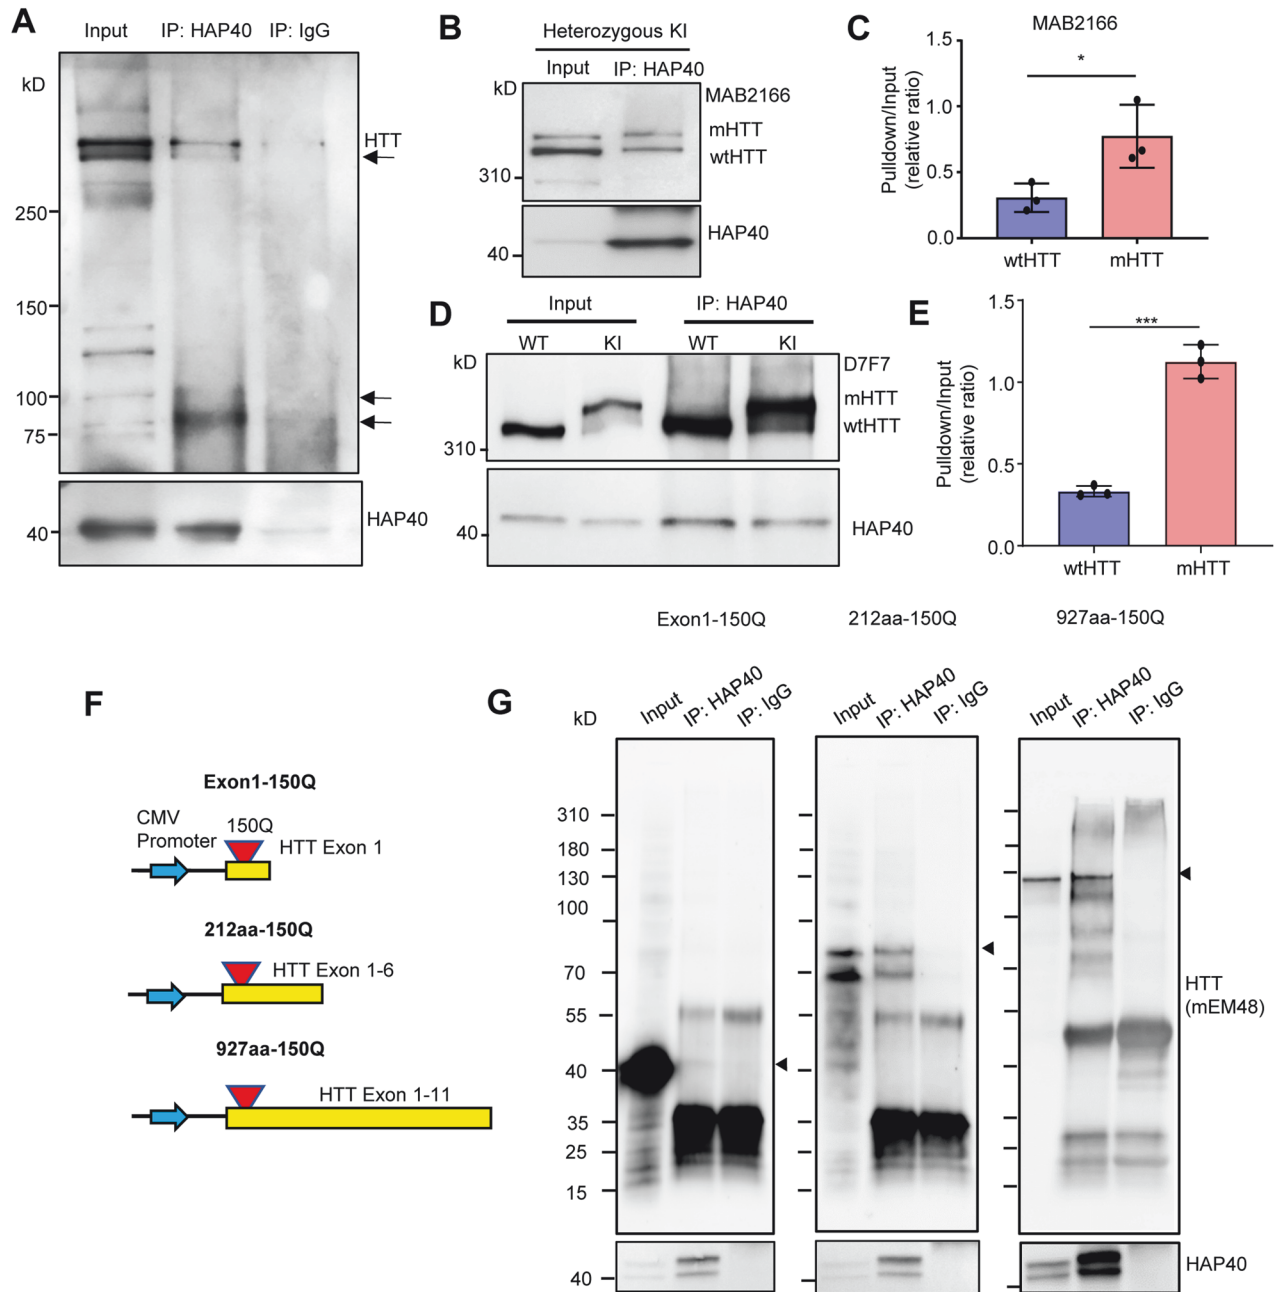 A
Input IP: HAP40 IP: IgG
kD
HTT
250
150
100
75
HAP40
40
B
Heterozygous KI
Input IP: HAP40
kD
MAB2166
mHTT
wtHTT
310
HAP40
40
C
MAB2166
1.5
*
1.0
0.5
0.0
Pulldown/Input
(relative ratio)
wtHTT mHTT
D
Input IP: HAP40
WT KI WT KI
kD
D7F7
mHTT
wtHTT
310
HAP40
40
E
1.5
***
1.0
0.5
0.0
Pulldown/Input
(relative ratio)
wtHTT mHTT
F
Exon1-150Q
CMV
Promoter
150Q
HTT Exon 1
212aa-150Q
HTT Exon 1-6
927aa-150Q
HTT Exon 1-11
G
Exon1-150Q 212aa-150Q 927aa-150Q
Input IP: HAP40 IP: IgG Input IP: HAP40 IP: IgG Input IP: HAP40 IP: IgG
kD
310
180
130
100
70
55
40
35
25
15
HTT
(mEM48)
HAP40
40